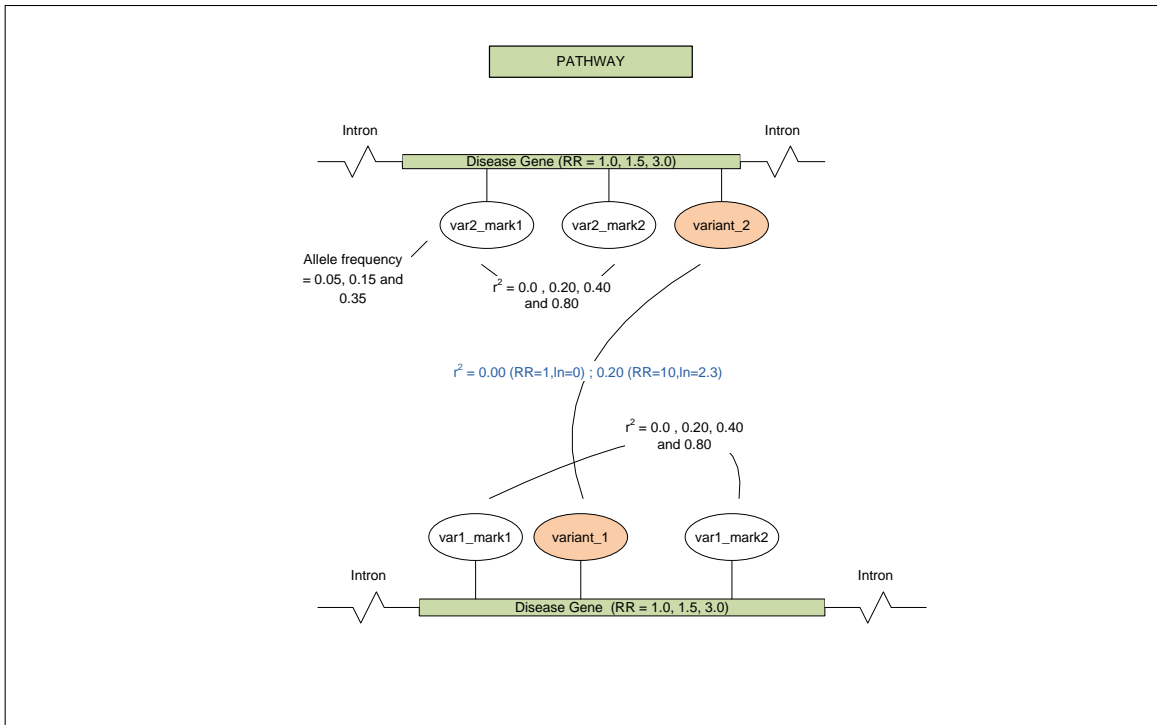 PATHWAY
Intron
Intron
Disease Gene (RR = 1.0, 1.5, 3.0)
var2_mark1
var2_mark2
variant_2
Allele frequency
= 0.05, 0.15 and
0.35
r² = 0.0 , 0.20, 0.40
and 0.80
r² = 0.00 (RR=1,ln=0) ; 0.20 (RR=10,ln=2.3)
r² = 0.0 , 0.20, 0.40
and 0.80
var1_mark1
variant_1
var1_mark2
Intron
Intron
Disease Gene (RR = 1.0, 1.5, 3.0)